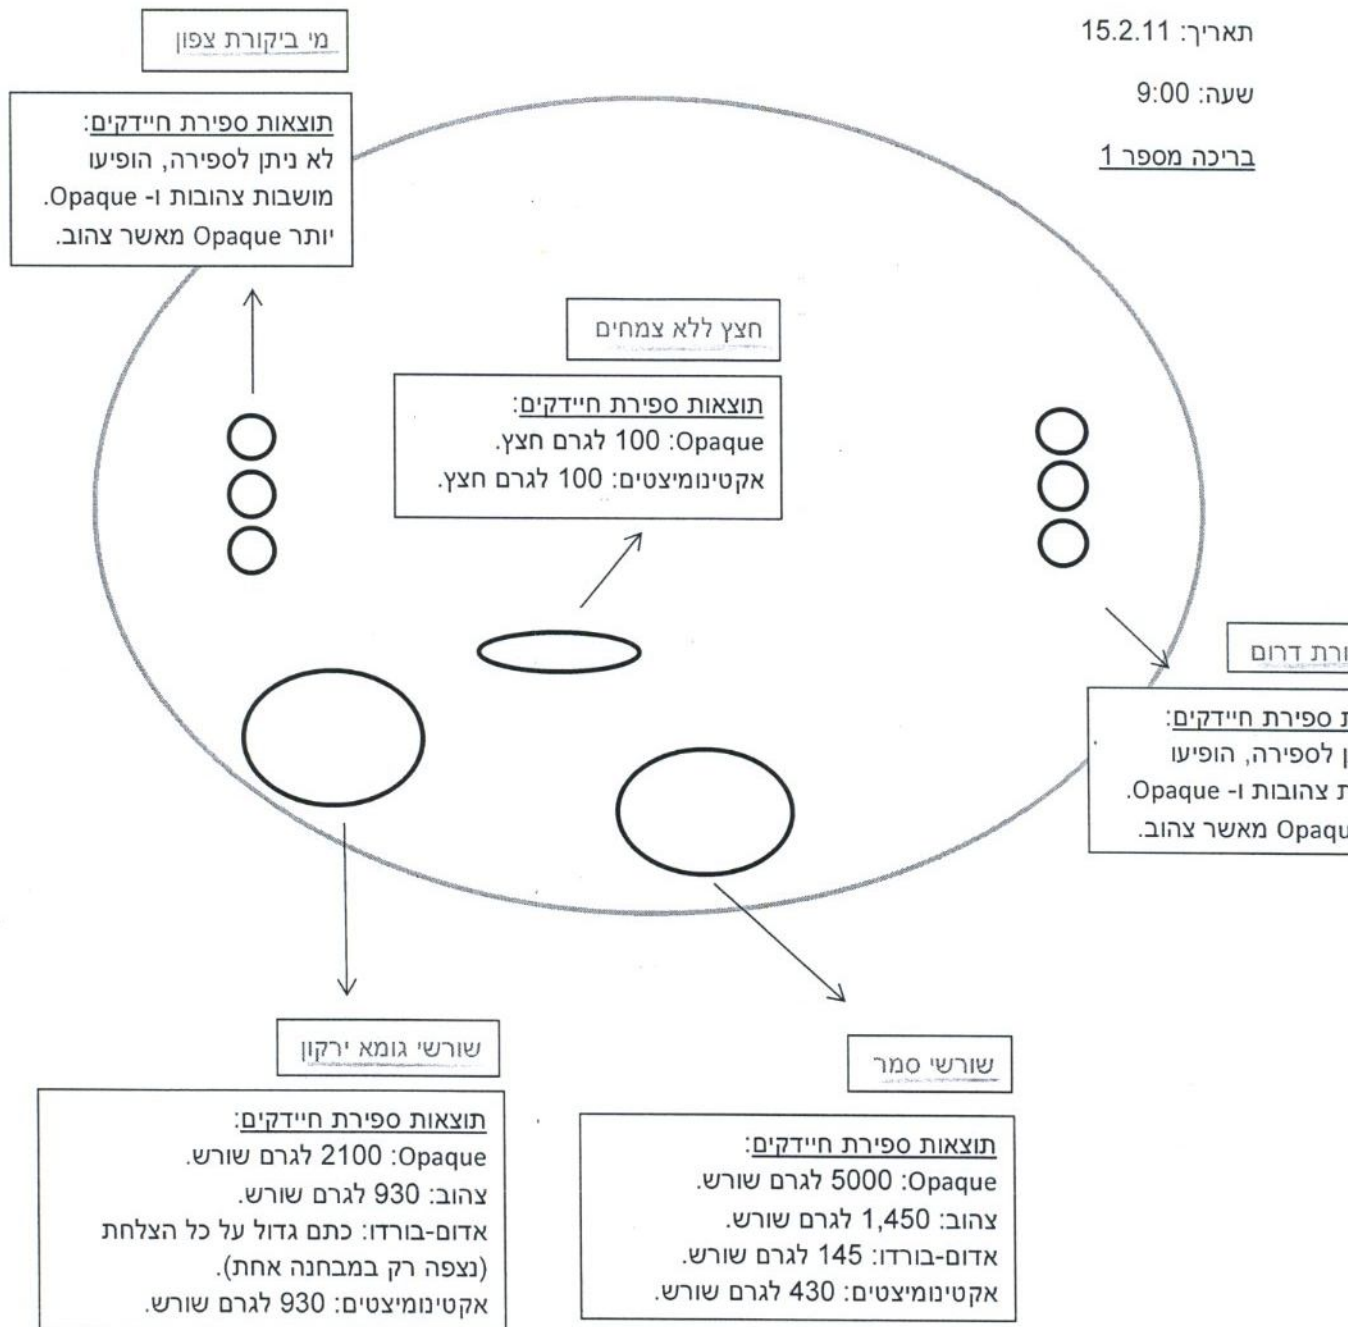 תאריך: 15.2.11
שעה: 9:00
בריכה מספר 1
מי ביקורת צפון
תוצאות ספירת חיידקים:
לא ניתן לספירה, הופיעו
מושבות צהובות ו- Opaque.
יותר Opaque מאשר צהוב.
חצץ ללא צמחים
תוצאות ספירת חיידקים:
Opaque: 100 לגרם חצץ.
אקטינומיצטים: 100 לגרם חצץ.
דרום
ספירת חיידקים:
לספירה, הופיעו
צהובות ו- Opaque.
מאשר צהוב.
שורשי גומא ירקון
תוצאות ספירת חיידקים:
Opaque: 2100 לגרם שורש.
צהוב: 930 לגרם שורש.
אדום-בורדו: כתם גדול על כל הצלחת
(נצפה רק במבחנה אחת).
אקטינומיצטים: 930 לגרם שורש.
שורשי סמר
תוצאות ספירת חיידקים:
Opaque: 5000 לגרם שורש.
צהוב: 1,450 לגרם שורש.
אדום-בורדו: 145 לגרם שורש.
אקטינומיצטים: 430 לגרם שורש.